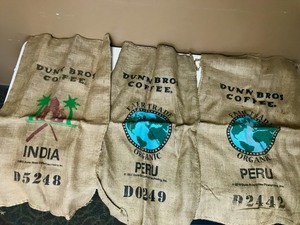 DUNN BROS
COFFEE.
INDIA
D5248
DUNN BROS
COFFEE.
FAIR TRADE
ORGANIC
PERU
D0249
DUNN BROS
COFFEE.
FAIR TRADE
ORGANIC
PERU
D2442